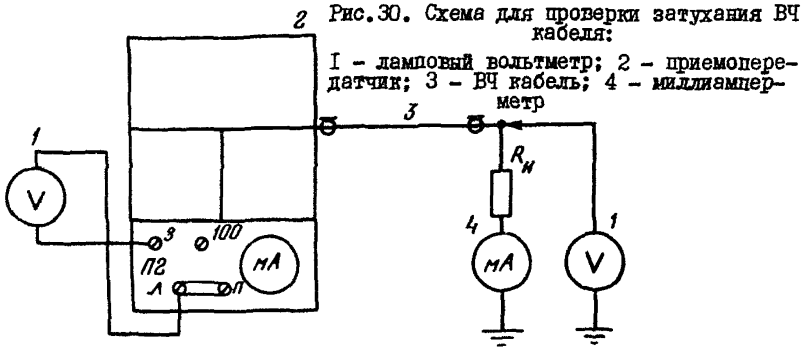 Рис.30. Схема для проверки затухания ВЧ
кабеля:
I - ламповый вольтметр; 2 - приемопере-
датчик; 3 - ВЧ кабель; 4 - миллиампер-
метр
2
1
3
V
Rн
4
1
З
100
П2
мА
Л
П
мА
V